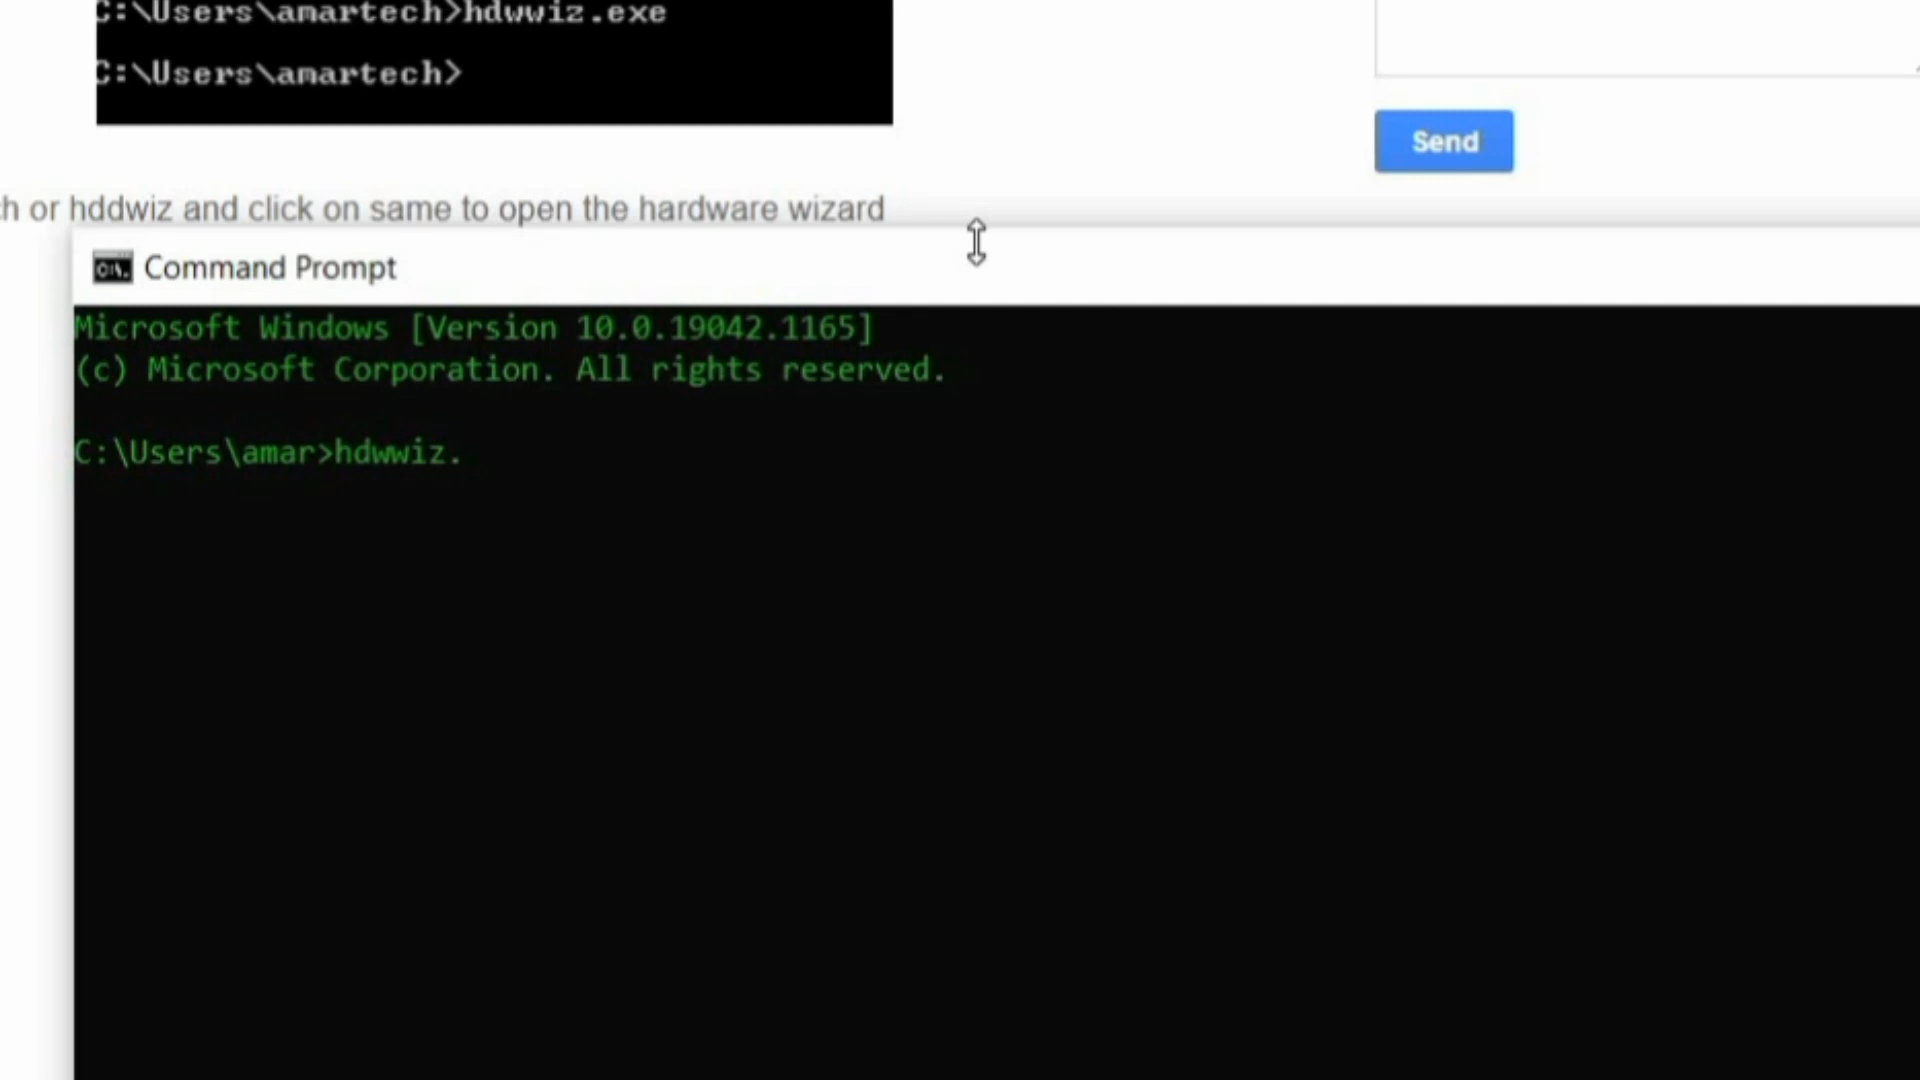 C:\Users\amartech>hdwwiz.exe
C:\Users\amartech>
Send
h or hddwiz and click on same to open the hardware wizard
Command Prompt
Microsoft Windows [Version 10.0.19042.1165]
(c) Microsoft Corporation. All rights reserved.
C:\Users\amar>hdwwiz.